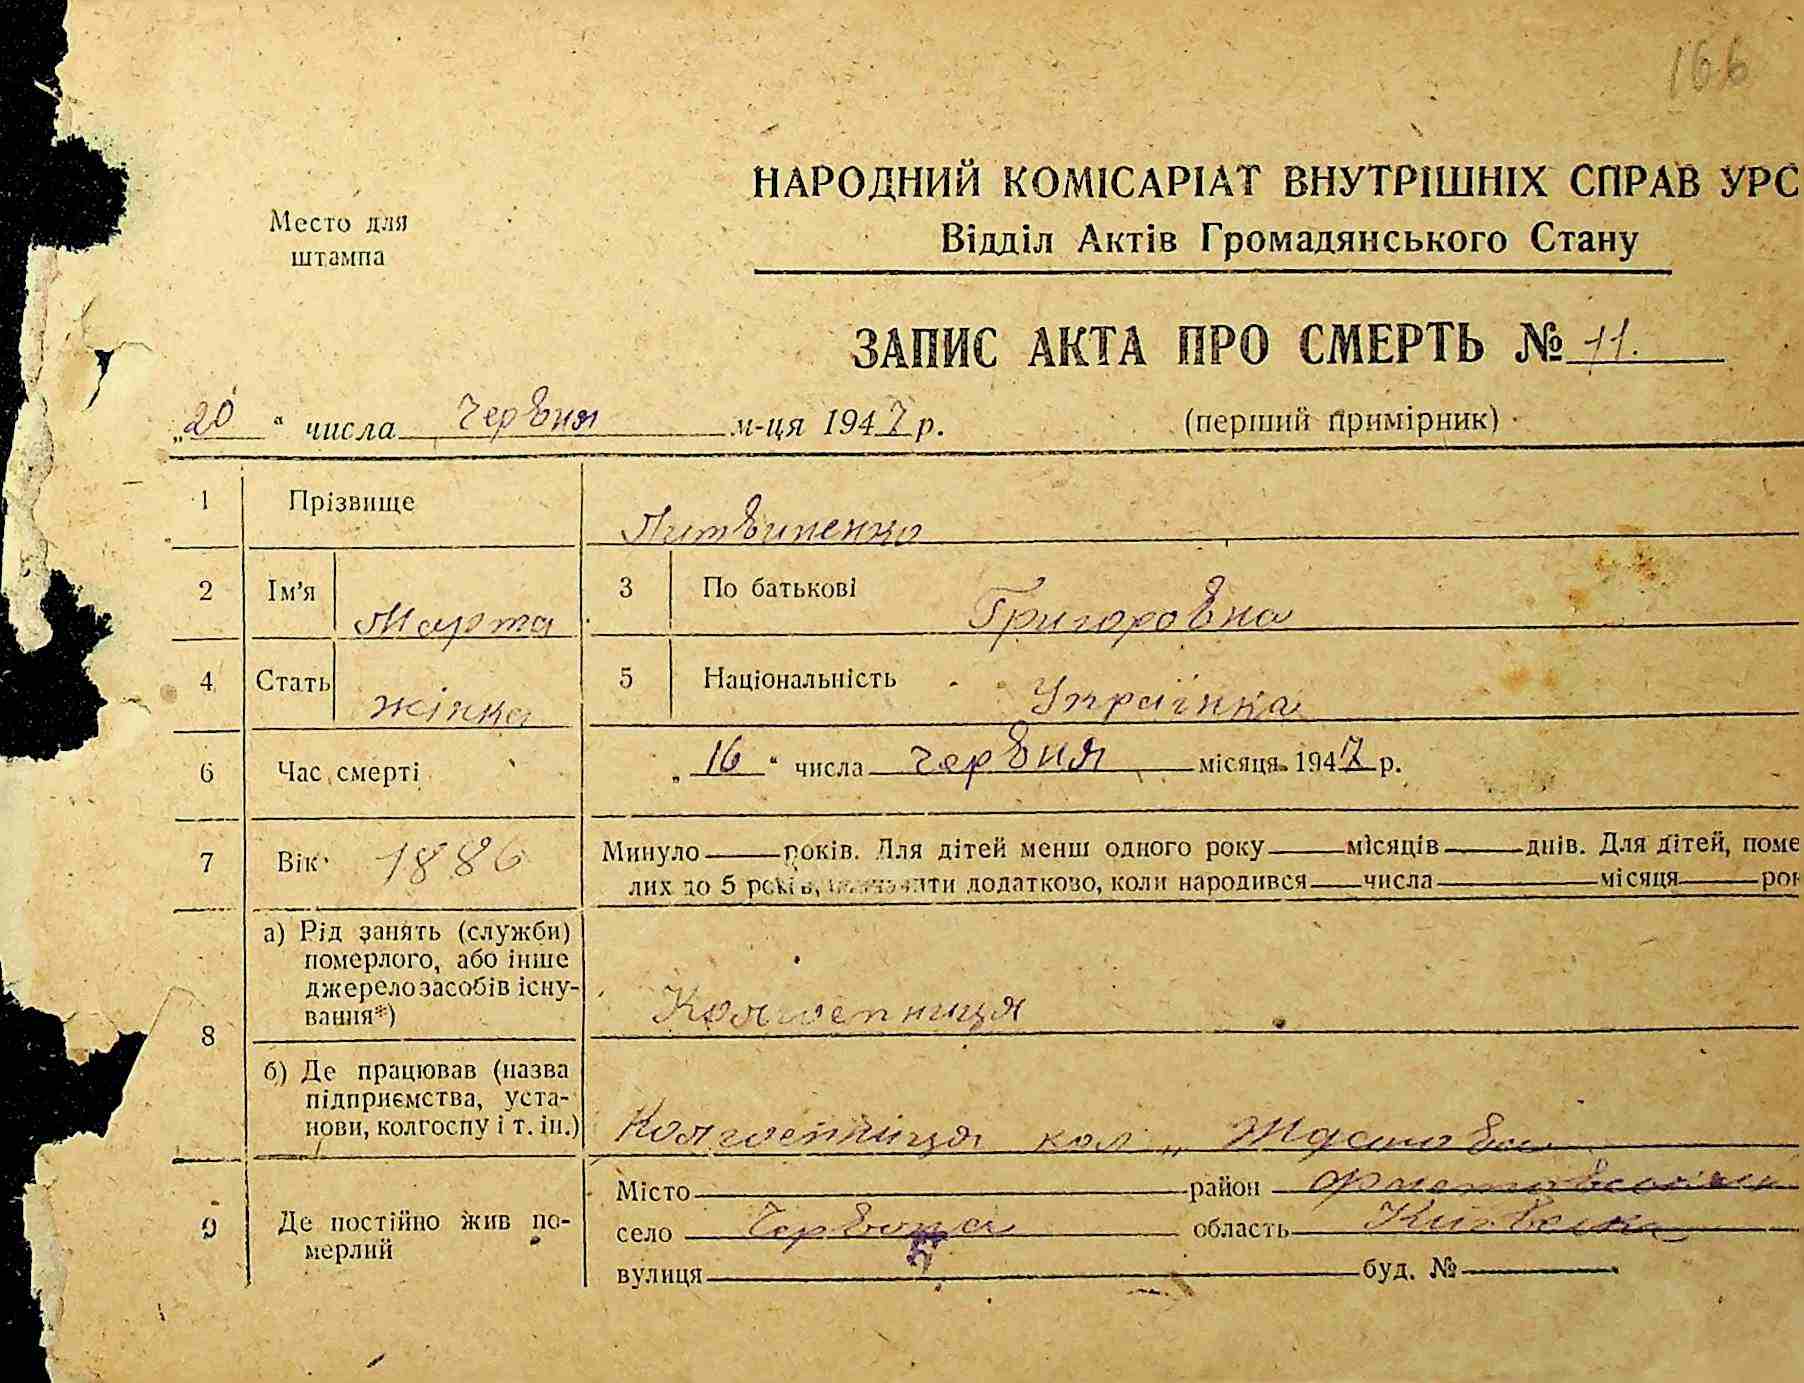 166
НАРОДНИЙ КОМІСАРІАТ ВНУТРІШНІХ СПРАВ УРС
Место для
штампа
Відділ Актів Громадянського Стану
ЗАПИС АКТА ПРО СМЕРТЬ № 11.
„20“ числа Червня м-ця 1947 р. (перший примірник)
1 Прізвище Литвиненко
2 Ім'я Марта 3 По батькові Григоровна
4 Стать жінка 5 Національність Українка
6 Час смерті „16“ числа червня місяця 1947 р.
7 Вік 1886 Минуло років. Для дітей менш одного року місяців днів. Для дітей, поме
лих до 5 років, зазначити додатково, коли народився числа місяця рок
8 а) Рід занять (служби)
померлого, або інше
джерело засобів існу-
вання*) Колгоспниця
б) Де працював (назва
підприємства, уста-
нови, колгоспу і т. ін.) Колгоспниця кол „
9 Де постійно жив по-
мерлий
Місто район
село Червона область Київська
вулиця буд. №